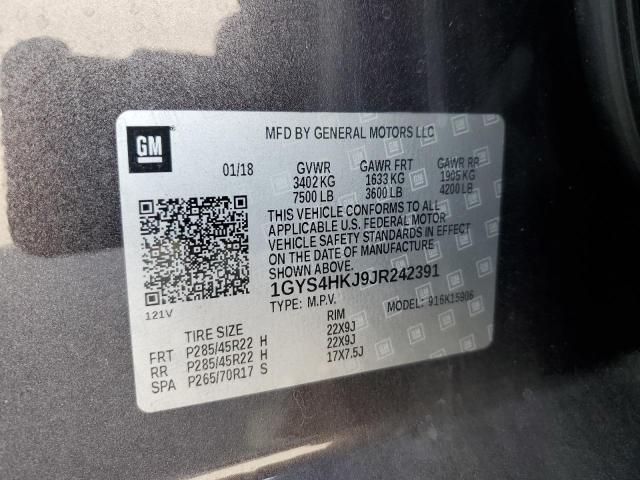 GM
MFD BY GENERAL MOTORS LLC
01/18 GVWR GAWR FRT GAWR RR
3402 KG 1633 KG 1905 KG
7500 LB 3600 LB 4200 LB
THIS VEHICLE CONFORMS TO ALL
APPLICABLE U.S. FEDERAL MOTOR
VEHICLE SAFETY STANDARDS IN EFFECT
ON THE DATE OF MANUFACTURE
SHOWN ABOVE.
1GYS4HKJ9JR242391
TYPE: M.P.V. MODEL: 916K15906
121V
TIRE SIZE RIM
FRT P285/45R22 H 22X9J
RR P285/45R22 H 22X9J
SPA P265/70R17 S 17X7.5J